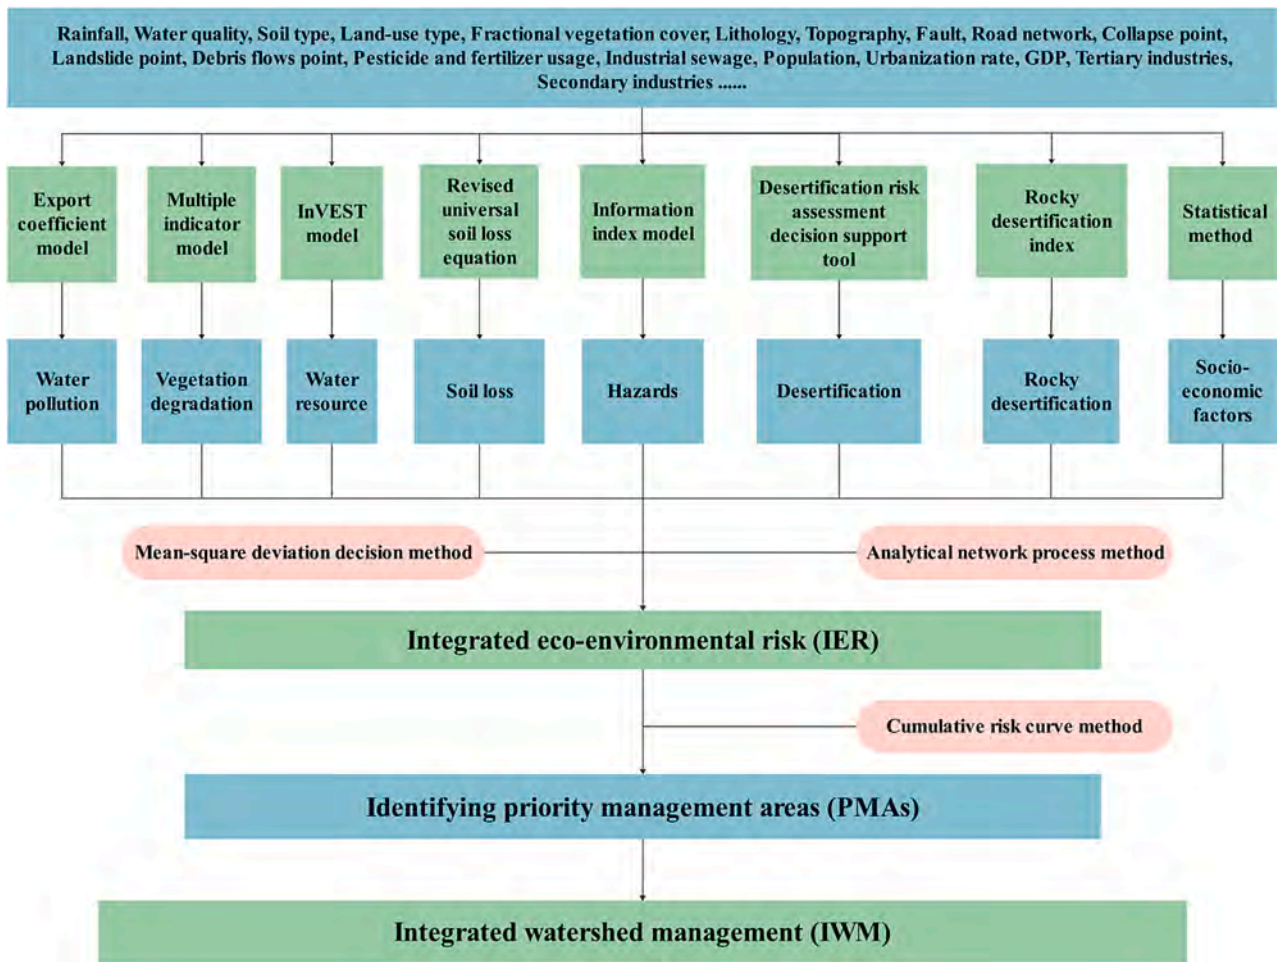 Rainfall, Water quality, Soil type, Land-use type, Fractional vegetation cover, Lithology, Topography, Fault, Road network, Collapse point,
Landslide point, Debris flows point, Pesticide and fertilizer usage, Industrial sewage, Population, Urbanization rate, GDP, Tertiary industries,
Secondary industries ......
Export
coefficient
model
Multiple
indicator
model
InVEST
model
Revised
universal
soil loss
equation
Information
index model
Desertification risk
assessment
decision support
tool
Rocky
desertification
index
Statistical
method
Water
pollution
Vegetation
degradation
Water
resource
Soil loss
Hazards
Desertification
Rocky
desertification
Socio-
economic
factors
Mean-square deviation decision method
Analytical network process method
Integrated eco-environmental risk (IER)
Cumulative risk curve method
Identifying priority management areas (PMAs)
Integrated watershed management (IWM)